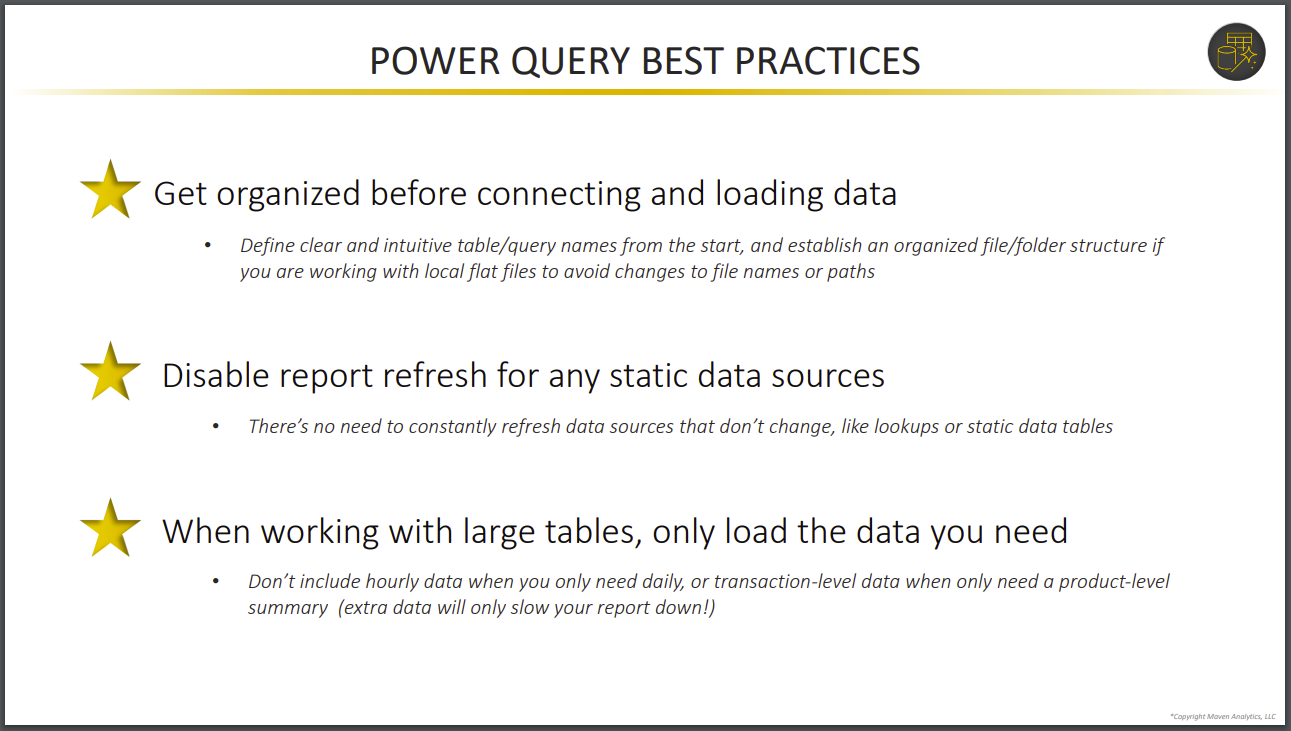 POWER QUERY BEST PRACTICES
Get organized before connecting and loading data
• Define clear and intuitive table/query names from the start, and establish an organized file/folder structure if
you are working with local flat files to avoid changes to file names or paths
Disable report refresh for any static data sources
• There’s no need to constantly refresh data sources that don’t change, like lookups or static data tables
When working with large tables, only load the data you need
• Don’t include hourly data when you only need daily, or transaction-level data when only need a product-level
summary (extra data will only slow your report down!)
*Copyright Maven Analytics, LLC